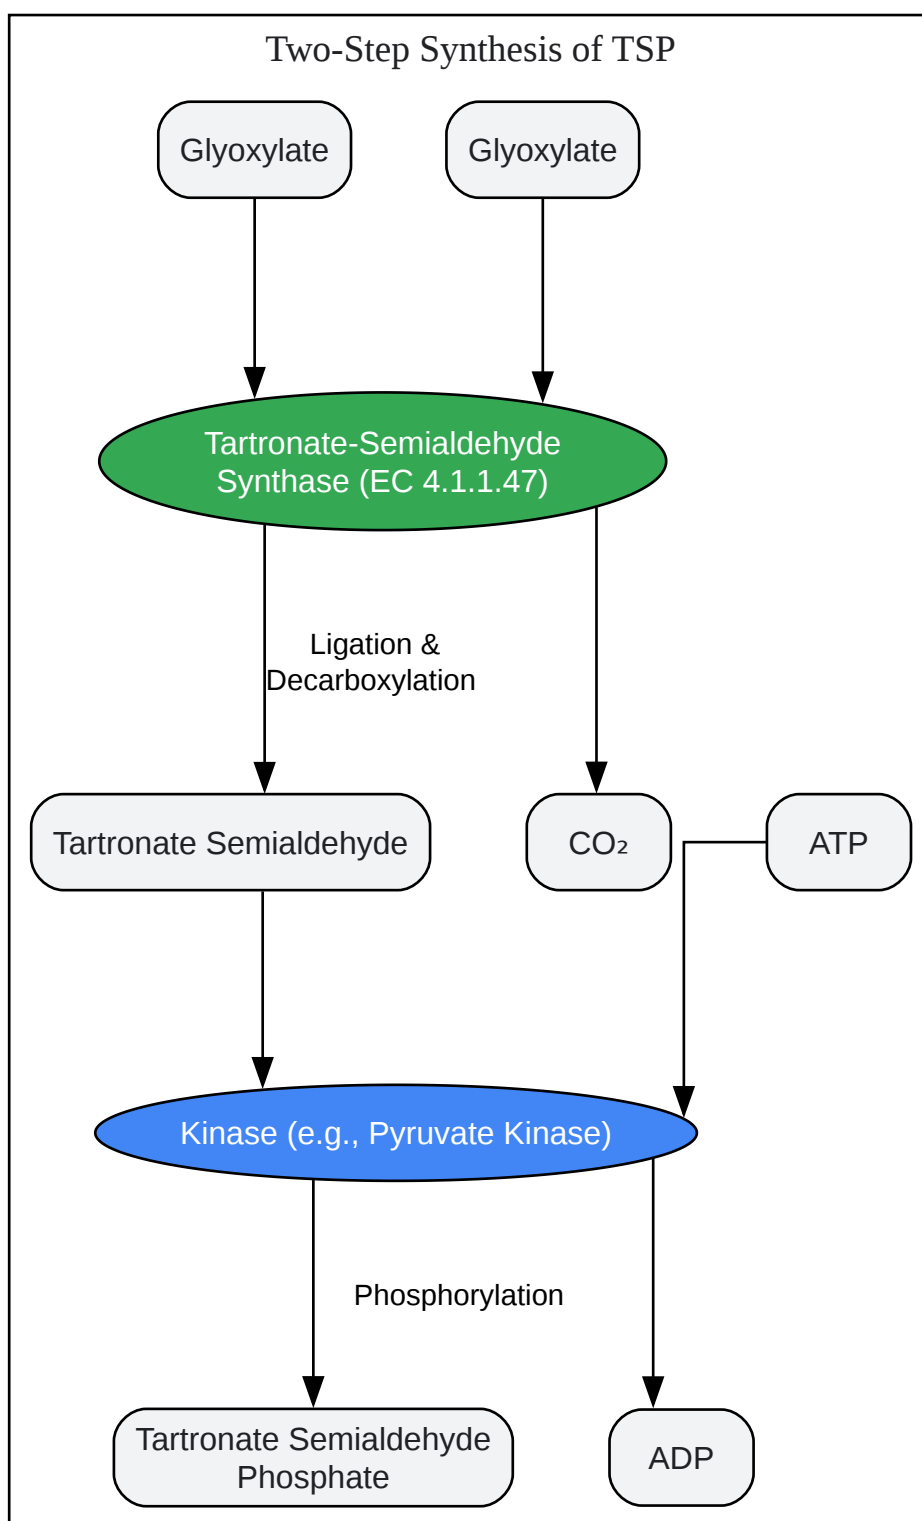 Two-Step Synthesis of TSP
Glyoxylate
Glyoxylate
Tartronate-Semialdehyde
Synthase (EC 4.1.1.47)
Ligation &
Decarboxylation
Tartronate Semialdehyde
CO₂
ATP
Kinase (e.g., Pyruvate Kinase)
Phosphorylation
Tartronate Semialdehyde
Phosphate
ADP